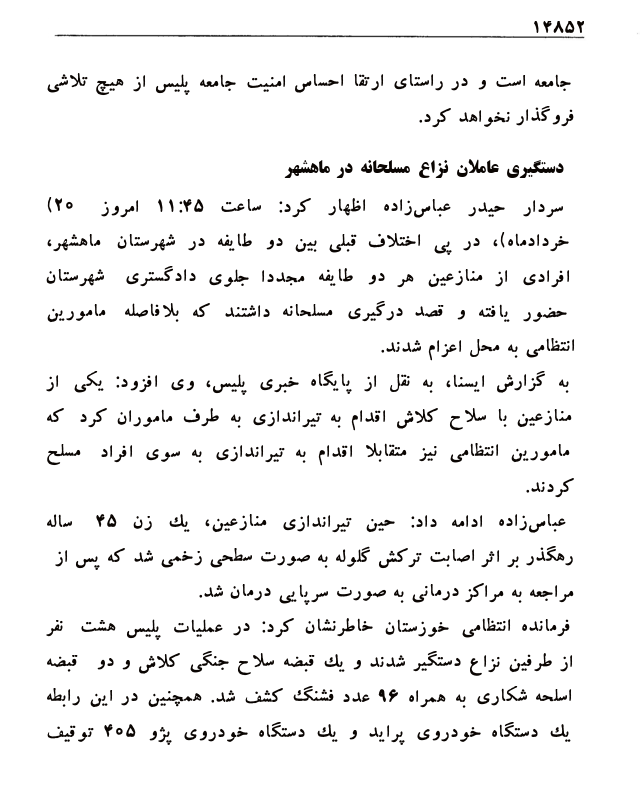 ۱۴۸۵۲
جامعه است و در راستای ارتقا احساس امنیت جامعه پلیس از هیچ تلاشی
فروگذار نخواهد کرد.
دستگیری عاملان نزاع مسلحانه در ماهشهر
سردار حیدر عباس‌زاده اظهار کرد: ساعت ۱۱:۴۵ امروز (۲۰
خردادماه)، در پی اختلاف قبلی بین دو طایفه در شهرستان ماهشهر،
افرادی از منازعین هر دو طایفه مجددا جلوی دادگستری شهرستان
حضور یافته و قصد درگیری مسلحانه داشتند که بلافاصله مامورین
انتظامی به محل اعزام شدند.
به گزارش ایسنا، به نقل از پایگاه خبری پلیس، وی افزود: یکی از
منازعین با سلاح کلاش اقدام به تیراندازی به طرف ماموران کرد که
مامورین انتظامی نیز متقابلا اقدام به تیراندازی به سوی افراد مسلح
کردند.
عباس‌زاده ادامه داد: حین تیراندازی منازعین، یك زن ۴۵ ساله
رهگذر بر اثر اصابت ترکش گلوله به صورت سطحی زخمی شد که پس از
مراجعه به مراکز درمانی به صورت سرپایی درمان شد.
فرمانده انتظامی خوزستان خاطرنشان کرد: در عملیات پلیس هشت نفر
از طرفین نزاع دستگیر شدند و یك قبضه سلاح جنگی کلاش و دو قبضه
اسلحه شکاری به همراه ۹۶ عدد فشنگ کشف شد. همچنین در این رابطه
یك دستگاه خودروی پراید و یك دستگاه خودروی پژو ۴۰۵ توقیف